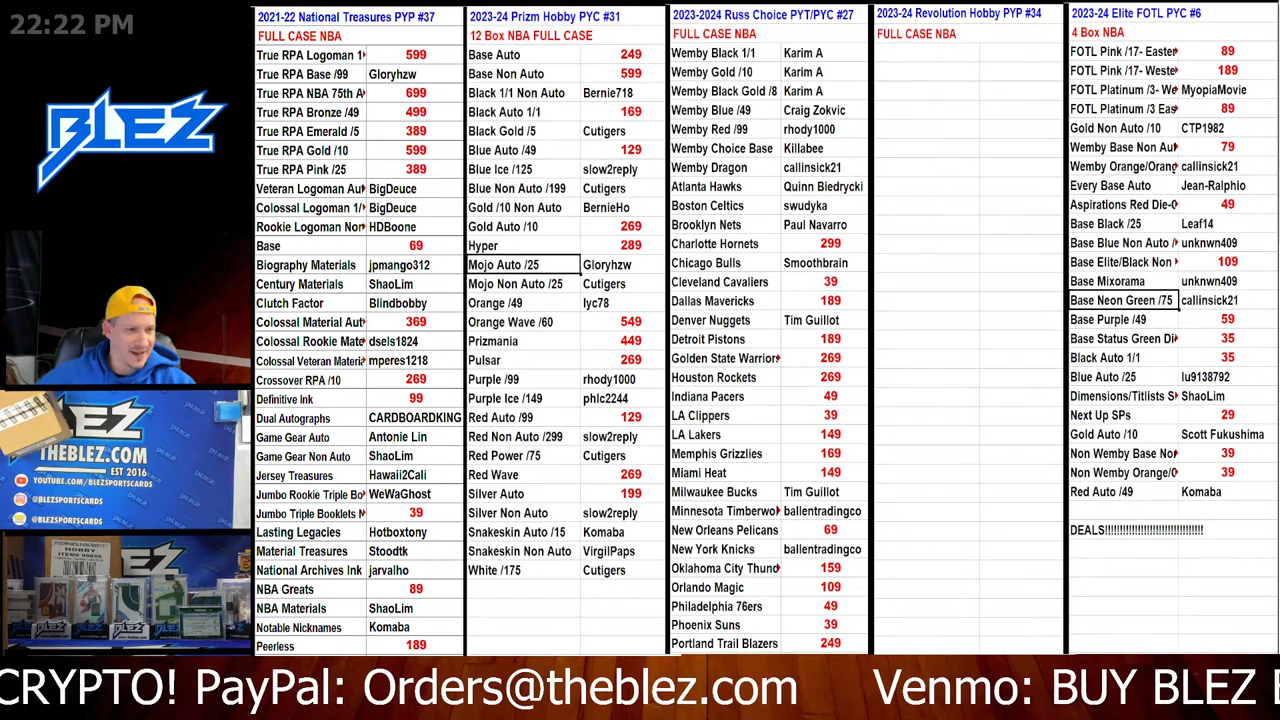 22:22 PM
BLEZ
BLEZ
THEBLEZ.COM
EST 2016
YOUTUBE.COM/BLEZSPORTSCARDS
@BLEZSPORTSCARDS
@BLEZSPORTSCARDS
HOBBY
2021-22 National Treasures PYP #37
FULL CASE NBA
True RPA Logoman 1 599
True RPA Base /99 Gloryhzw
True RPA NBA 75th A 699
True RPA Bronze /49 499
True RPA Emerald /5 389
True RPA Gold /10 599
True RPA Pink /25 389
Veteran Logoman Aut BigDeuce
Colossal Logoman 1/ BigDeuce
Rookie Logoman Non HDBoone
Base 69
Biography Materials jpmango312
Century Materials ShaoLim
Clutch Factor Blindbobby
Colossal Material Aut 369
Colossal Rookie Mate dsels1824
Colossal Veteran Materi mperes1218
Crossover RPA /10 269
Definitive Ink 99
Dual Autographs CARDBOARDKING
Game Gear Auto Antonie Lin
Game Gear Non Auto ShaoLim
Jersey Treasures Hawaii2Cali
Jumbo Rookie Triple Bo WeWaGhost
Jumbo Triple Booklets N 39
Lasting Legacies Hotboxtony
Material Treasures Stoodtk
National Archives Ink jarvalho
NBA Greats 89
NBA Materials ShaoLim
Notable Nicknames Komaba
Peerless 189
2023-24 Prizm Hobby PYC #31
12 Box NBA FULL CASE
Base Auto 249
Base Non Auto 599
Black 1/1 Non Auto Bernie718
Black Auto 1/1 169
Black Gold /5 Cutigers
Blue Auto /49 129
Blue Ice /125 slow2reply
Blue Non Auto /199 Cutigers
Gold /10 Non Auto BernieHo
Gold Auto /10 269
Hyper 289
Mojo Auto /25 Gloryhzw
Mojo Non Auto /25 Cutigers
Orange /49 lyc78
Orange Wave /60 549
Prizmania 449
Pulsar 269
Purple /99 rhody1000
Purple Ice /149 phlc2244
Red Auto /99 129
Red Non Auto /299 slow2reply
Red Power /75 Cutigers
Red Wave 269
Silver Auto 199
Silver Non Auto slow2reply
Snakeskin Auto /15 Komaba
Snakeskin Non Auto VirgilPaps
White /175 Cutigers
2023-2024 Russ Choice PYT/PYC #27
FULL CASE NBA
Wemby Black 1/1 Karim A
Wemby Gold /10 Karim A
Wemby Black Gold /8 Karim A
Wemby Blue /49 Craig Zokvic
Wemby Red /99 rhody1000
Wemby Choice Base Killabee
Wemby Dragon callinsick21
Atlanta Hawks Quinn Biedrycki
Boston Celtics swudyka
Brooklyn Nets Paul Navarro
Charlotte Hornets 299
Chicago Bulls Smoothbrain
Cleveland Cavaliers 39
Dallas Mavericks 189
Denver Nuggets Tim Guillot
Detroit Pistons 189
Golden State Warriors 269
Houston Rockets 269
Indiana Pacers 49
LA Clippers 39
LA Lakers 149
Memphis Grizzlies 169
Miami Heat 149
Milwaukee Bucks Tim Guillot
Minnesota Timberwol ballentradingco
New Orleans Pelicans 69
New York Knicks ballentradingco
Oklahoma City Thund 159
Orlando Magic 109
Philadelphia 76ers 49
Phoenix Suns 39
Portland Trail Blazers 249
2023-24 Revolution Hobby PYP #34
FULL CASE NBA
2023-24 Elite FOTL PYC #6
4 Box NBA
FOTL Pink /17- Easter 89
FOTL Pink /17- Weste 189
FOTL Platinum /3- We MyopiaMovie
FOTL Platinum /3 Eas 89
Gold Non Auto /10 CTP1982
Wemby Base Non Aut 79
Wemby Orange/Orang callinsick21
Every Base Auto Jean-Ralphio
Aspirations Red Die-C 49
Base Black /25 Leaf14
Base Blue Non Auto / unknwn409
Base Elite/Black Non 109
Base Mixorama unknwn409
Base Neon Green /75 callinsick21
Base Purple /49 59
Base Status Green Di 35
Black Auto 1/1 35
Blue Auto /25 lu9138792
Dimensions/Titlists S ShaoLim
Next Up SPs 29
Gold Auto /10 Scott Fukushima
Non Wemby Base Non 39
Non Wemby Orange/O 39
Red Auto /49 Komaba
DEALS!!!!!!!!!!!!!!!!!!!!!!!!!!!!!!!!!
CRYPTO! PayPal: Orders@theblez.com Venmo: BUY BLEZ